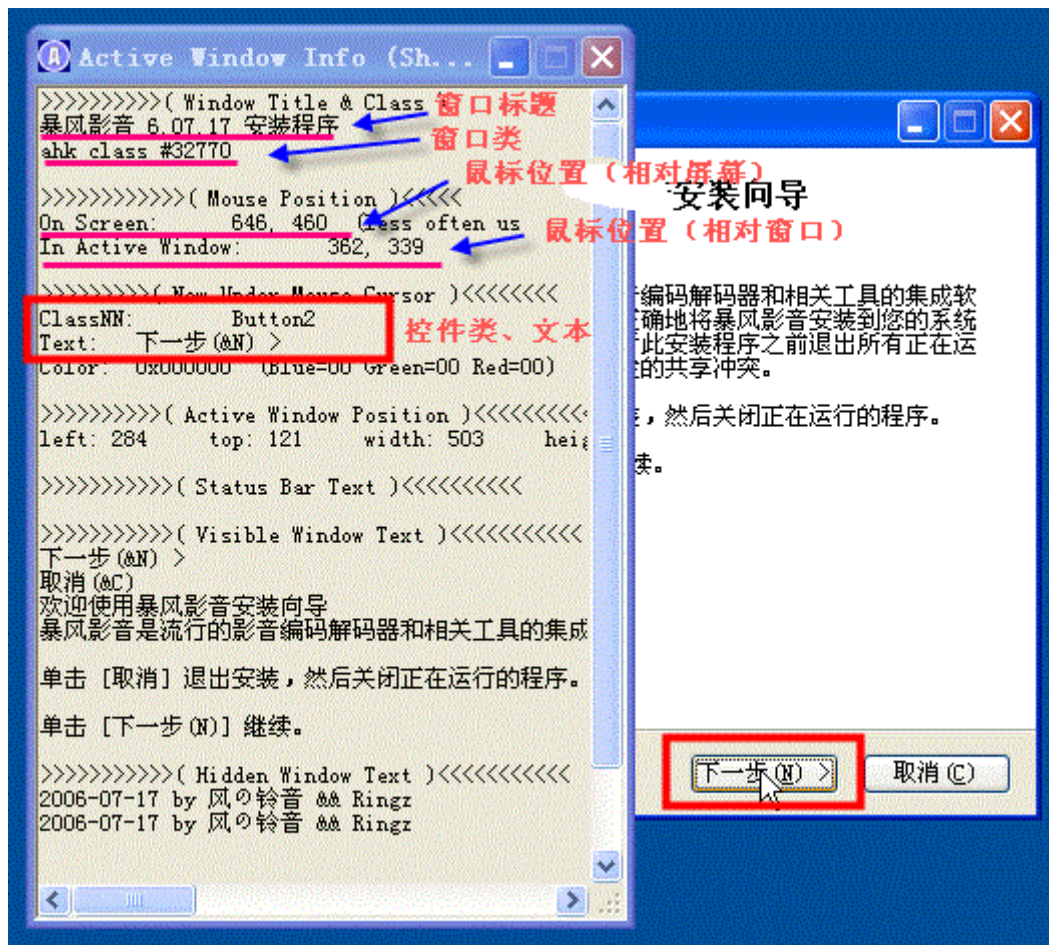 Active Window Info (Sh...
>>>>>>>>>>( Window Title & Class
窗口标题
暴风影音 6.07.17 安装程序
ahk class #32770
窗口类
鼠标位置（相对屏幕）
>>>>>>>>>>>( Mouse Position )<<<<<
On Screen: 646, 460 (less often us
In Active Window: 362, 339
鼠标位置（相对窗口）
>>>>>>>>>( Now Under Mouse Cursor )<<<<<<<<
ClassNN: Button2
Text: 下一步(&N) >
控件类、文本
Color: 0x000000 (Blue=00 Green=00 Red=00)
>>>>>>>>>>( Active Window Position )<<<<<<<<<<
left: 284 top: 121 width: 503 heig
>>>>>>>>>>>( Status Bar Text )<<<<<<<<<<
>>>>>>>>>>>( Visible Window Text )<<<<<<<<<<<
下一步(&N) >
取消(&C)
欢迎使用暴风影音安装向导
暴风影音是流行的影音编码解码器和相关工具的集成
单击 [取消] 退出安装，然后关闭正在运行的程序。
单击 [下一步(N)] 继续。
>>>>>>>>>>>( Hidden Window Text )<<<<<<<<<<<
2006-07-17 by 风の铃音 && Ringz
2006-07-17 by 风の铃音 && Ringz
安装向导
编码解码器和相关工具的集成软
确地将暴风影音安装到您的系统
此安装程序之前退出所有正在运
的共享冲突。
，然后关闭正在运行的程序。
续。
下一步(N) >
取消(C)